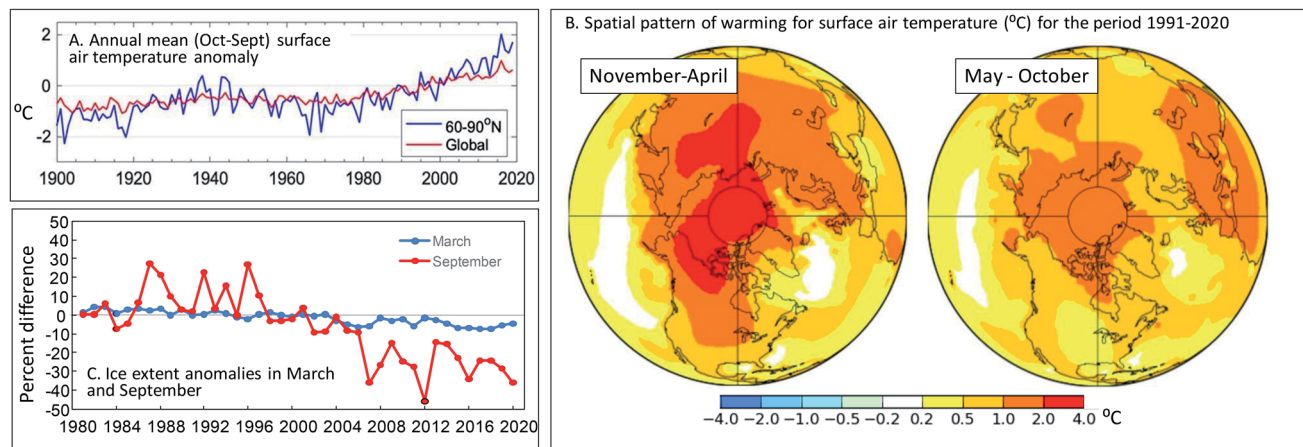 A. Annual mean (Oct-Sept) surface
air temperature anomaly
2
0
-2
⁰C
60-90⁰N
Global
1900
1920
1940
1960
1980
2000
2020
50
40
30
20
10
0
-10
-20
-30
-40
-50
Percent difference
March
September
C. Ice extent anomalies in March
and September
1980 1984 1988 1992 1996 2000 2004 2008 2012 2016 2020
B. Spatial pattern of warming for surface air temperature (⁰C) for the period 1991-2020
November-April
May - October
-4.0 -2.0 -1.0 -0.5 -0.2 0.2 0.5 1.0 2.0 4.0 ⁰C